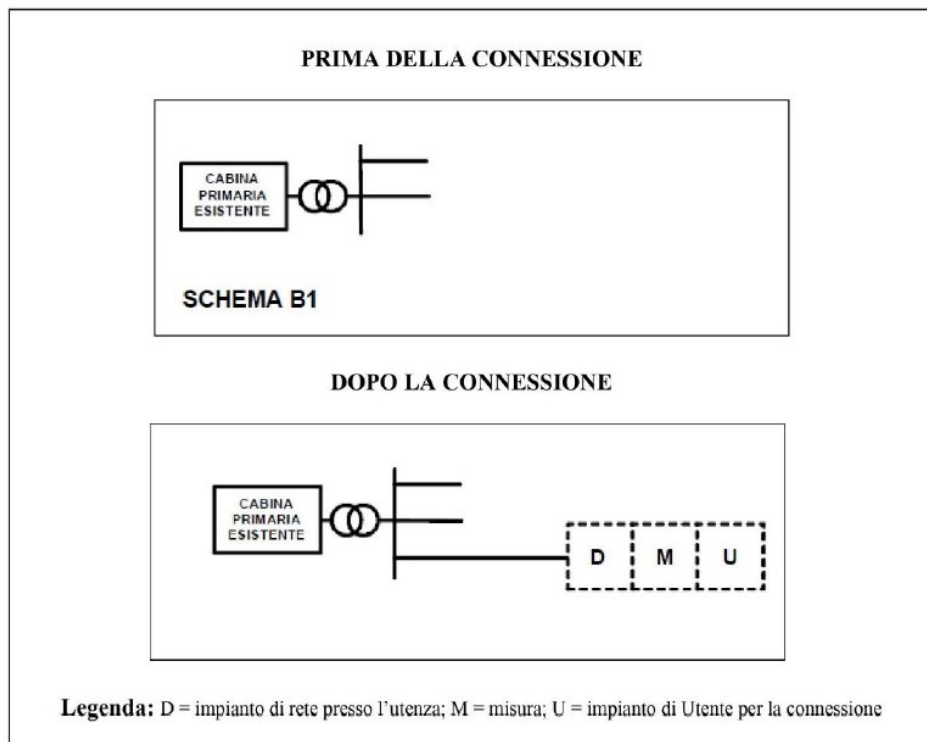 PRIMA DELLA CONNESSIONE
CABINA
PRIMARIA
ESISTENTE
SCHEMA B1
DOPO LA CONNESSIONE
CABINA
PRIMARIA
ESISTENTE
D M U
Legenda: D = impianto di rete presso l'utenza; M = misura; U = impianto di Utente per la connessione